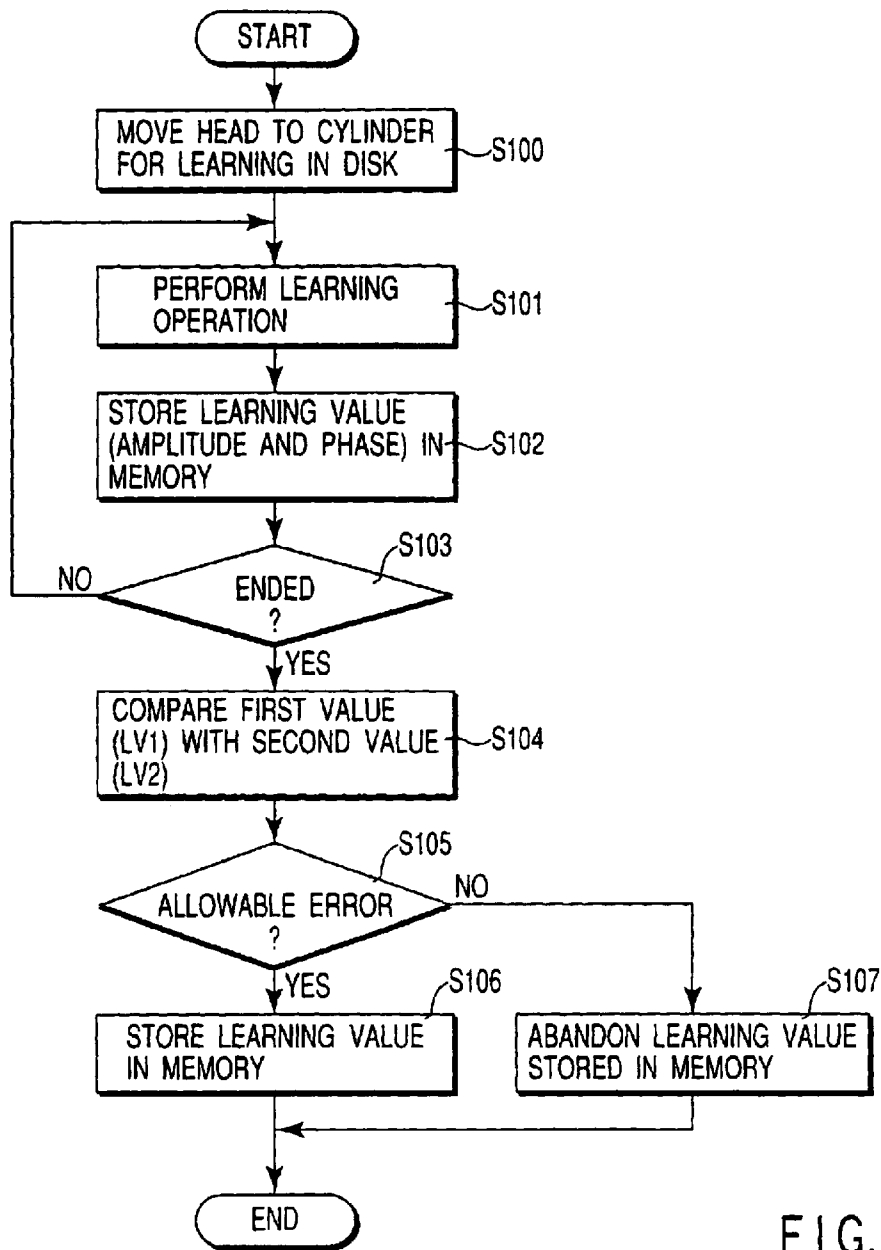 START
MOVE HEAD TO CYLINDER
FOR LEARNING IN DISK
S100
PERFORM LEARNING
OPERATION
S101
STORE LEARNING VALUE
(AMPLITUDE AND PHASE) IN
MEMORY
S102
S103
NO
ENDED
?
YES
COMPARE FIRST VALUE
(LV1) WITH SECOND VALUE
(LV2)
S104
S105
NO
ALLOWABLE ERROR
?
YES
S106
STORE LEARNING VALUE
IN MEMORY
S107
ABANDON LEARNING VALUE
STORED IN MEMORY
END
FIG.